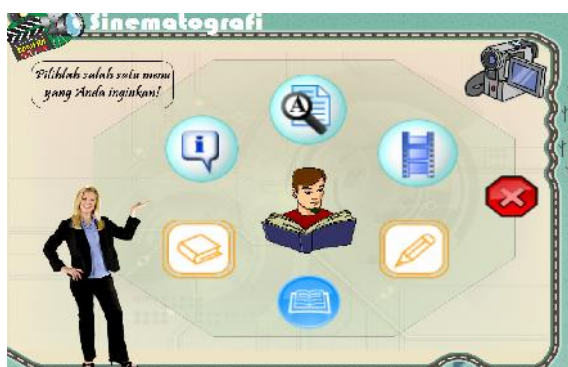 Sinematografi
Pilihlah salah satu menu
yang Anda inginkan!
A
i